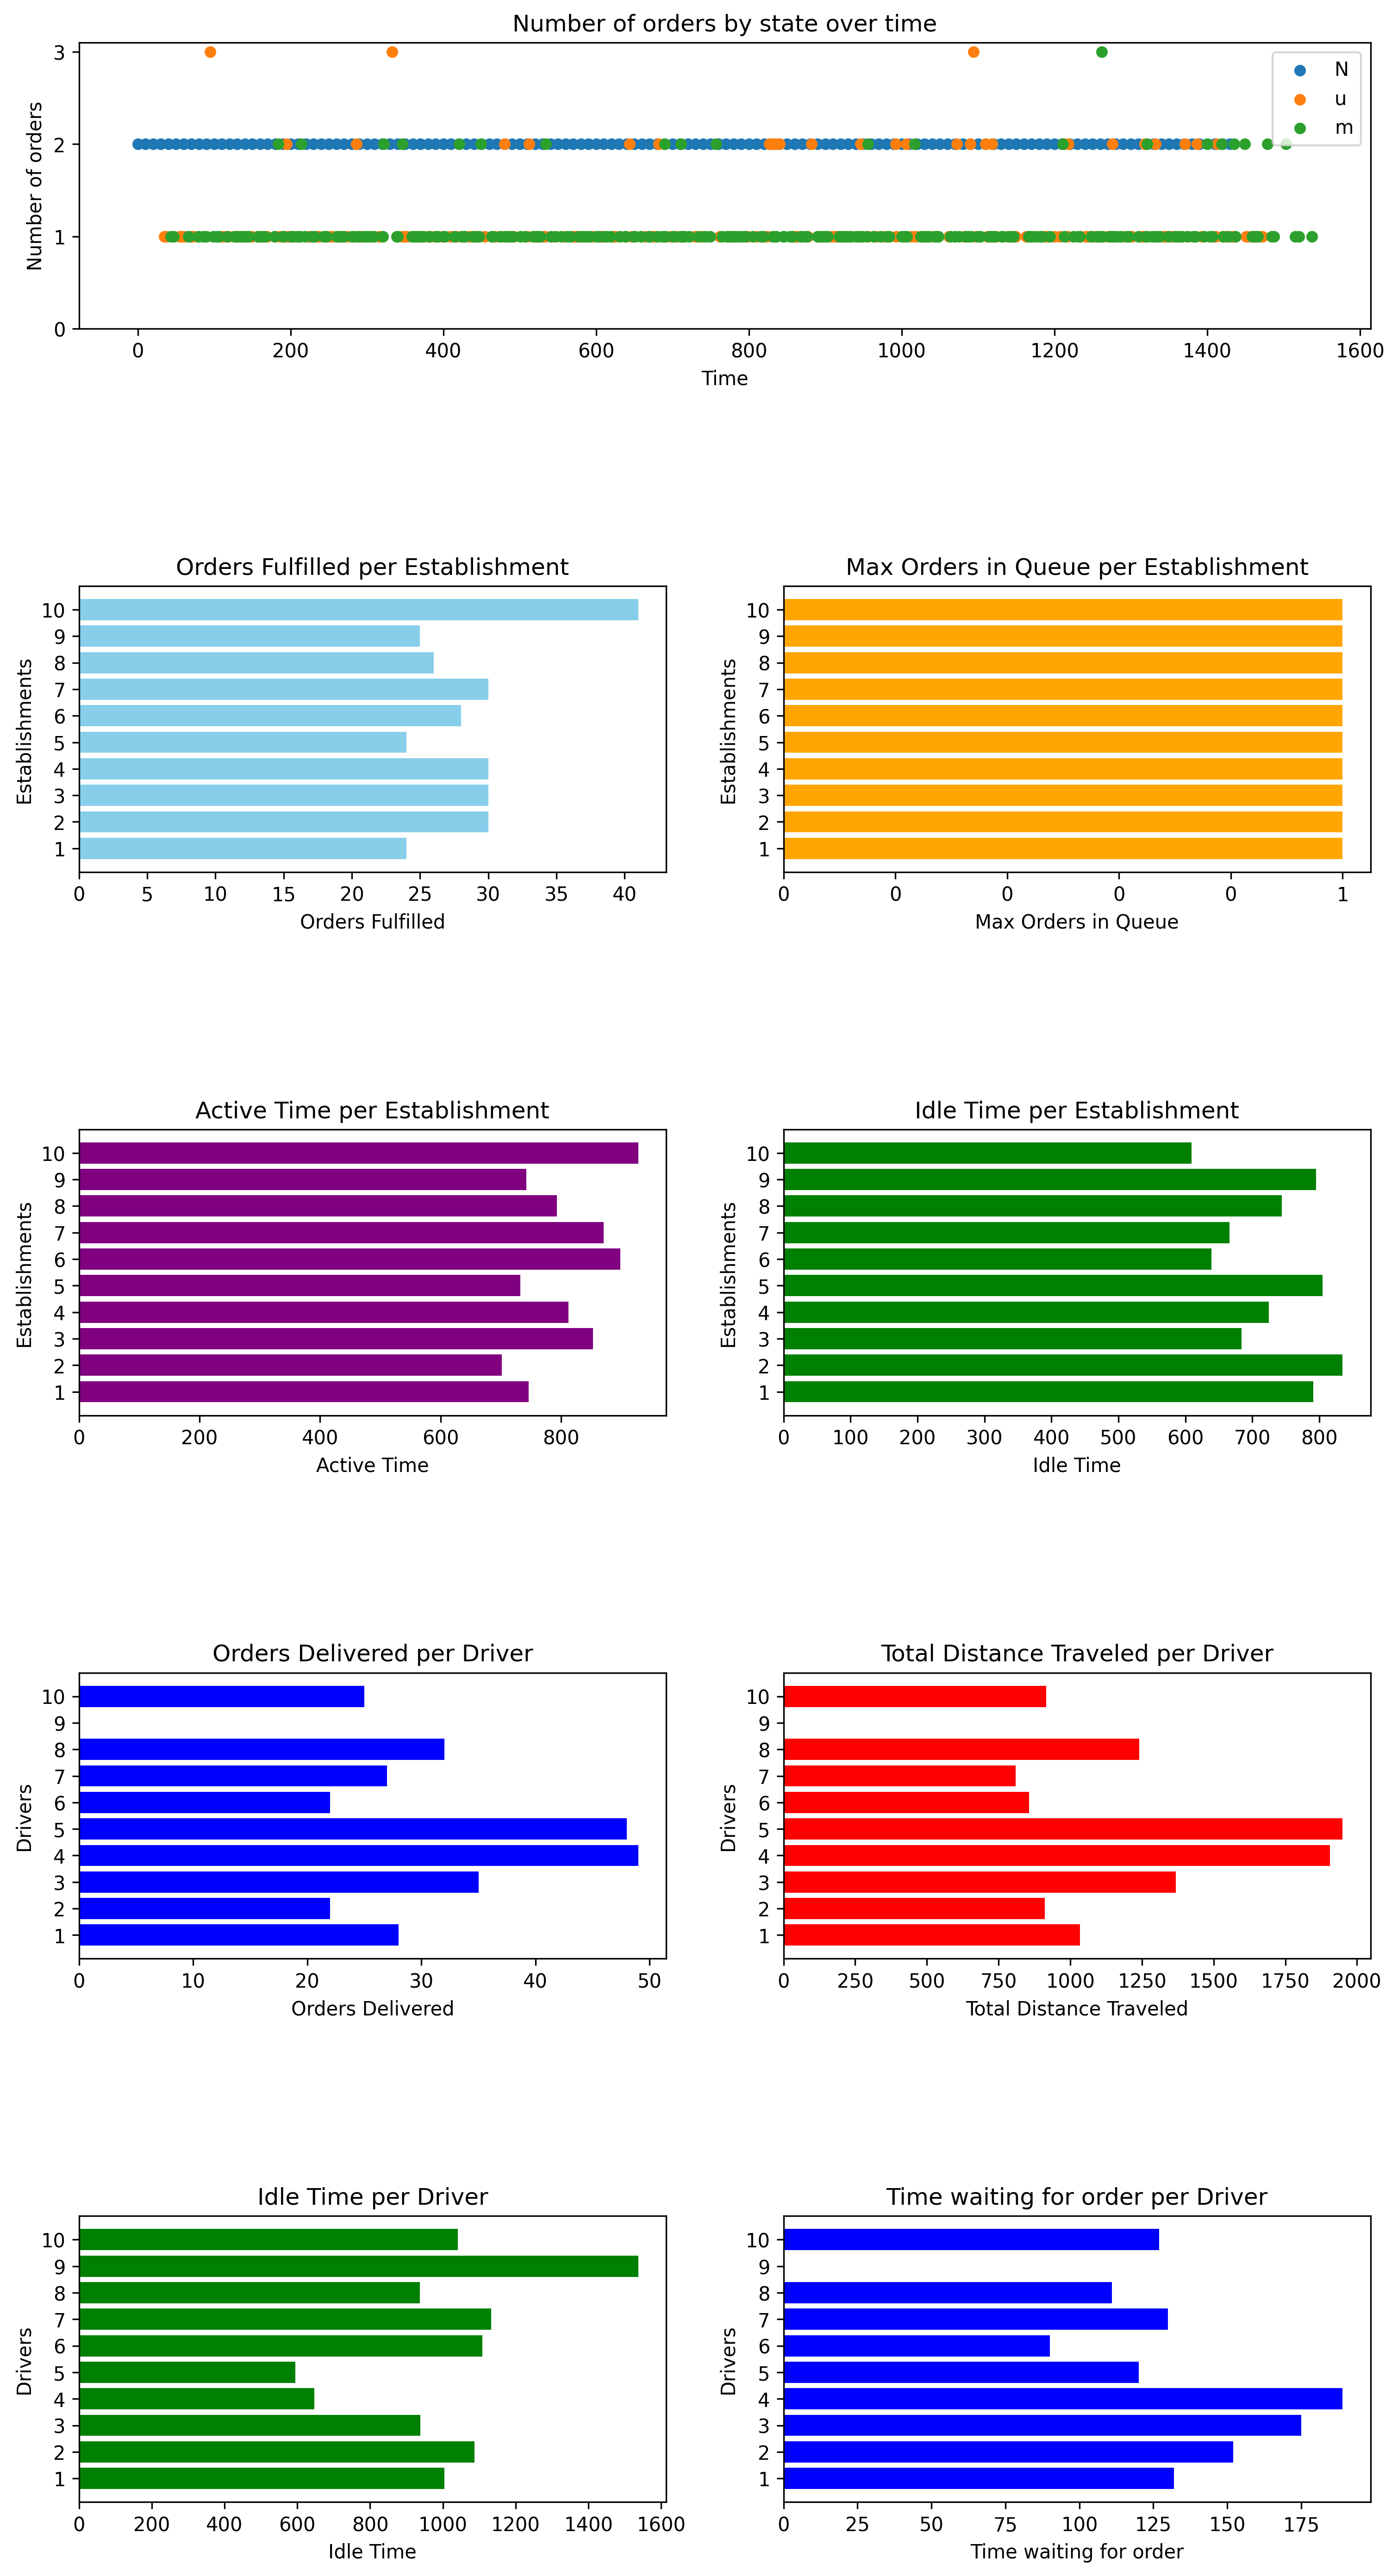 Number of orders by state over time
Number of orders
3
2
1
0
N
u
m
0 200 400 600 800 1000 1200 1400 1600
Time
Orders Fulfilled per Establishment
Establishments
10
9
8
7
6
5
4
3
2
1
0 5 10 15 20 25 30 35 40
Orders Fulfilled
Max Orders in Queue per Establishment
Establishments
10
9
8
7
6
5
4
3
2
1
0 0 0 0 0 1
Max Orders in Queue
Active Time per Establishment
Establishments
10
9
8
7
6
5
4
3
2
1
0 200 400 600 800
Active Time
Idle Time per Establishment
Establishments
10
9
8
7
6
5
4
3
2
1
0 100 200 300 400 500 600 700 800
Idle Time
Orders Delivered per Driver
Drivers
10
9
8
7
6
5
4
3
2
1
0 10 20 30 40 50
Orders Delivered
Total Distance Traveled per Driver
Drivers
10
9
8
7
6
5
4
3
2
1
0 250 500 750 1000 1250 1500 1750 2000
Total Distance Traveled
Idle Time per Driver
Drivers
10
9
8
7
6
5
4
3
2
1
0 200 400 600 800 1000 1200 1400 1600
Idle Time
Time waiting for order per Driver
Drivers
10
9
8
7
6
5
4
3
2
1
0 25 50 75 100 125 150 175
Time waiting for order